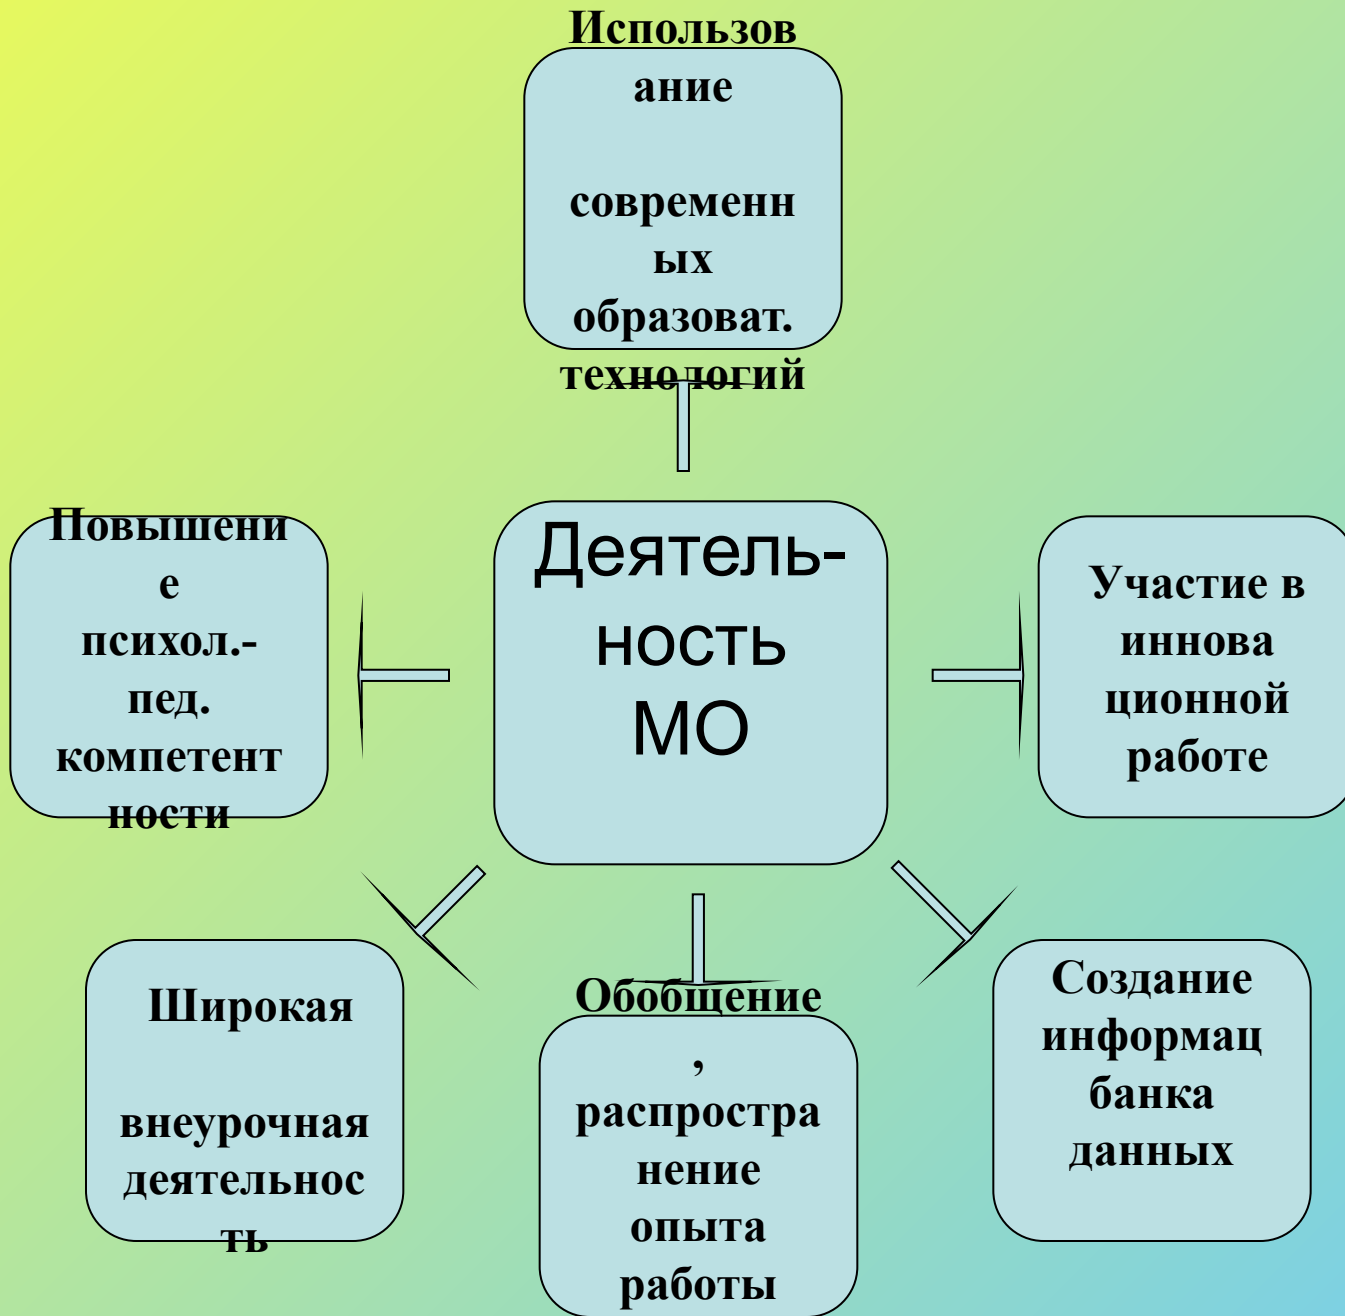 Использов
ание
современн
ых
образоват.
технологий
Повышени
е
психол.-
пед.
компетент
ности
Деятель-
ность
МО
Участие в
иннова
ционной
работе
Широкая
внеурочная
деятельнос
ть
Обобщение
,
распростра
нение
опыта
работы
Создание
информац
банка
данных